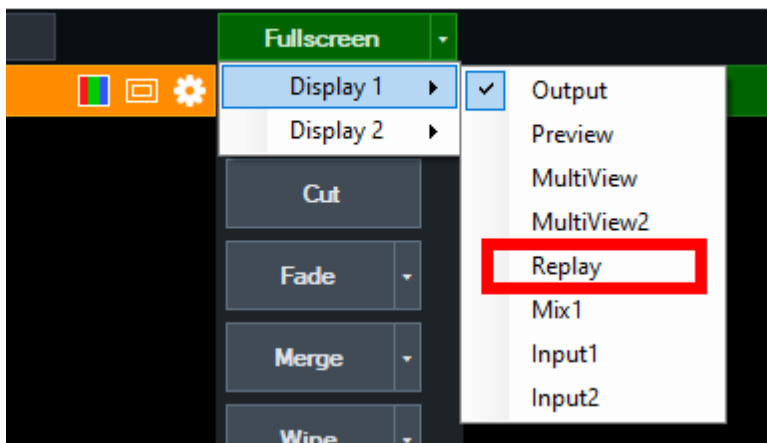 Fullscreen
Display 1
Display 2
Output
Preview
MultiView
MultiView2
Replay
Mix1
Input1
Input2
Cut
Fade
Merge
Wipe